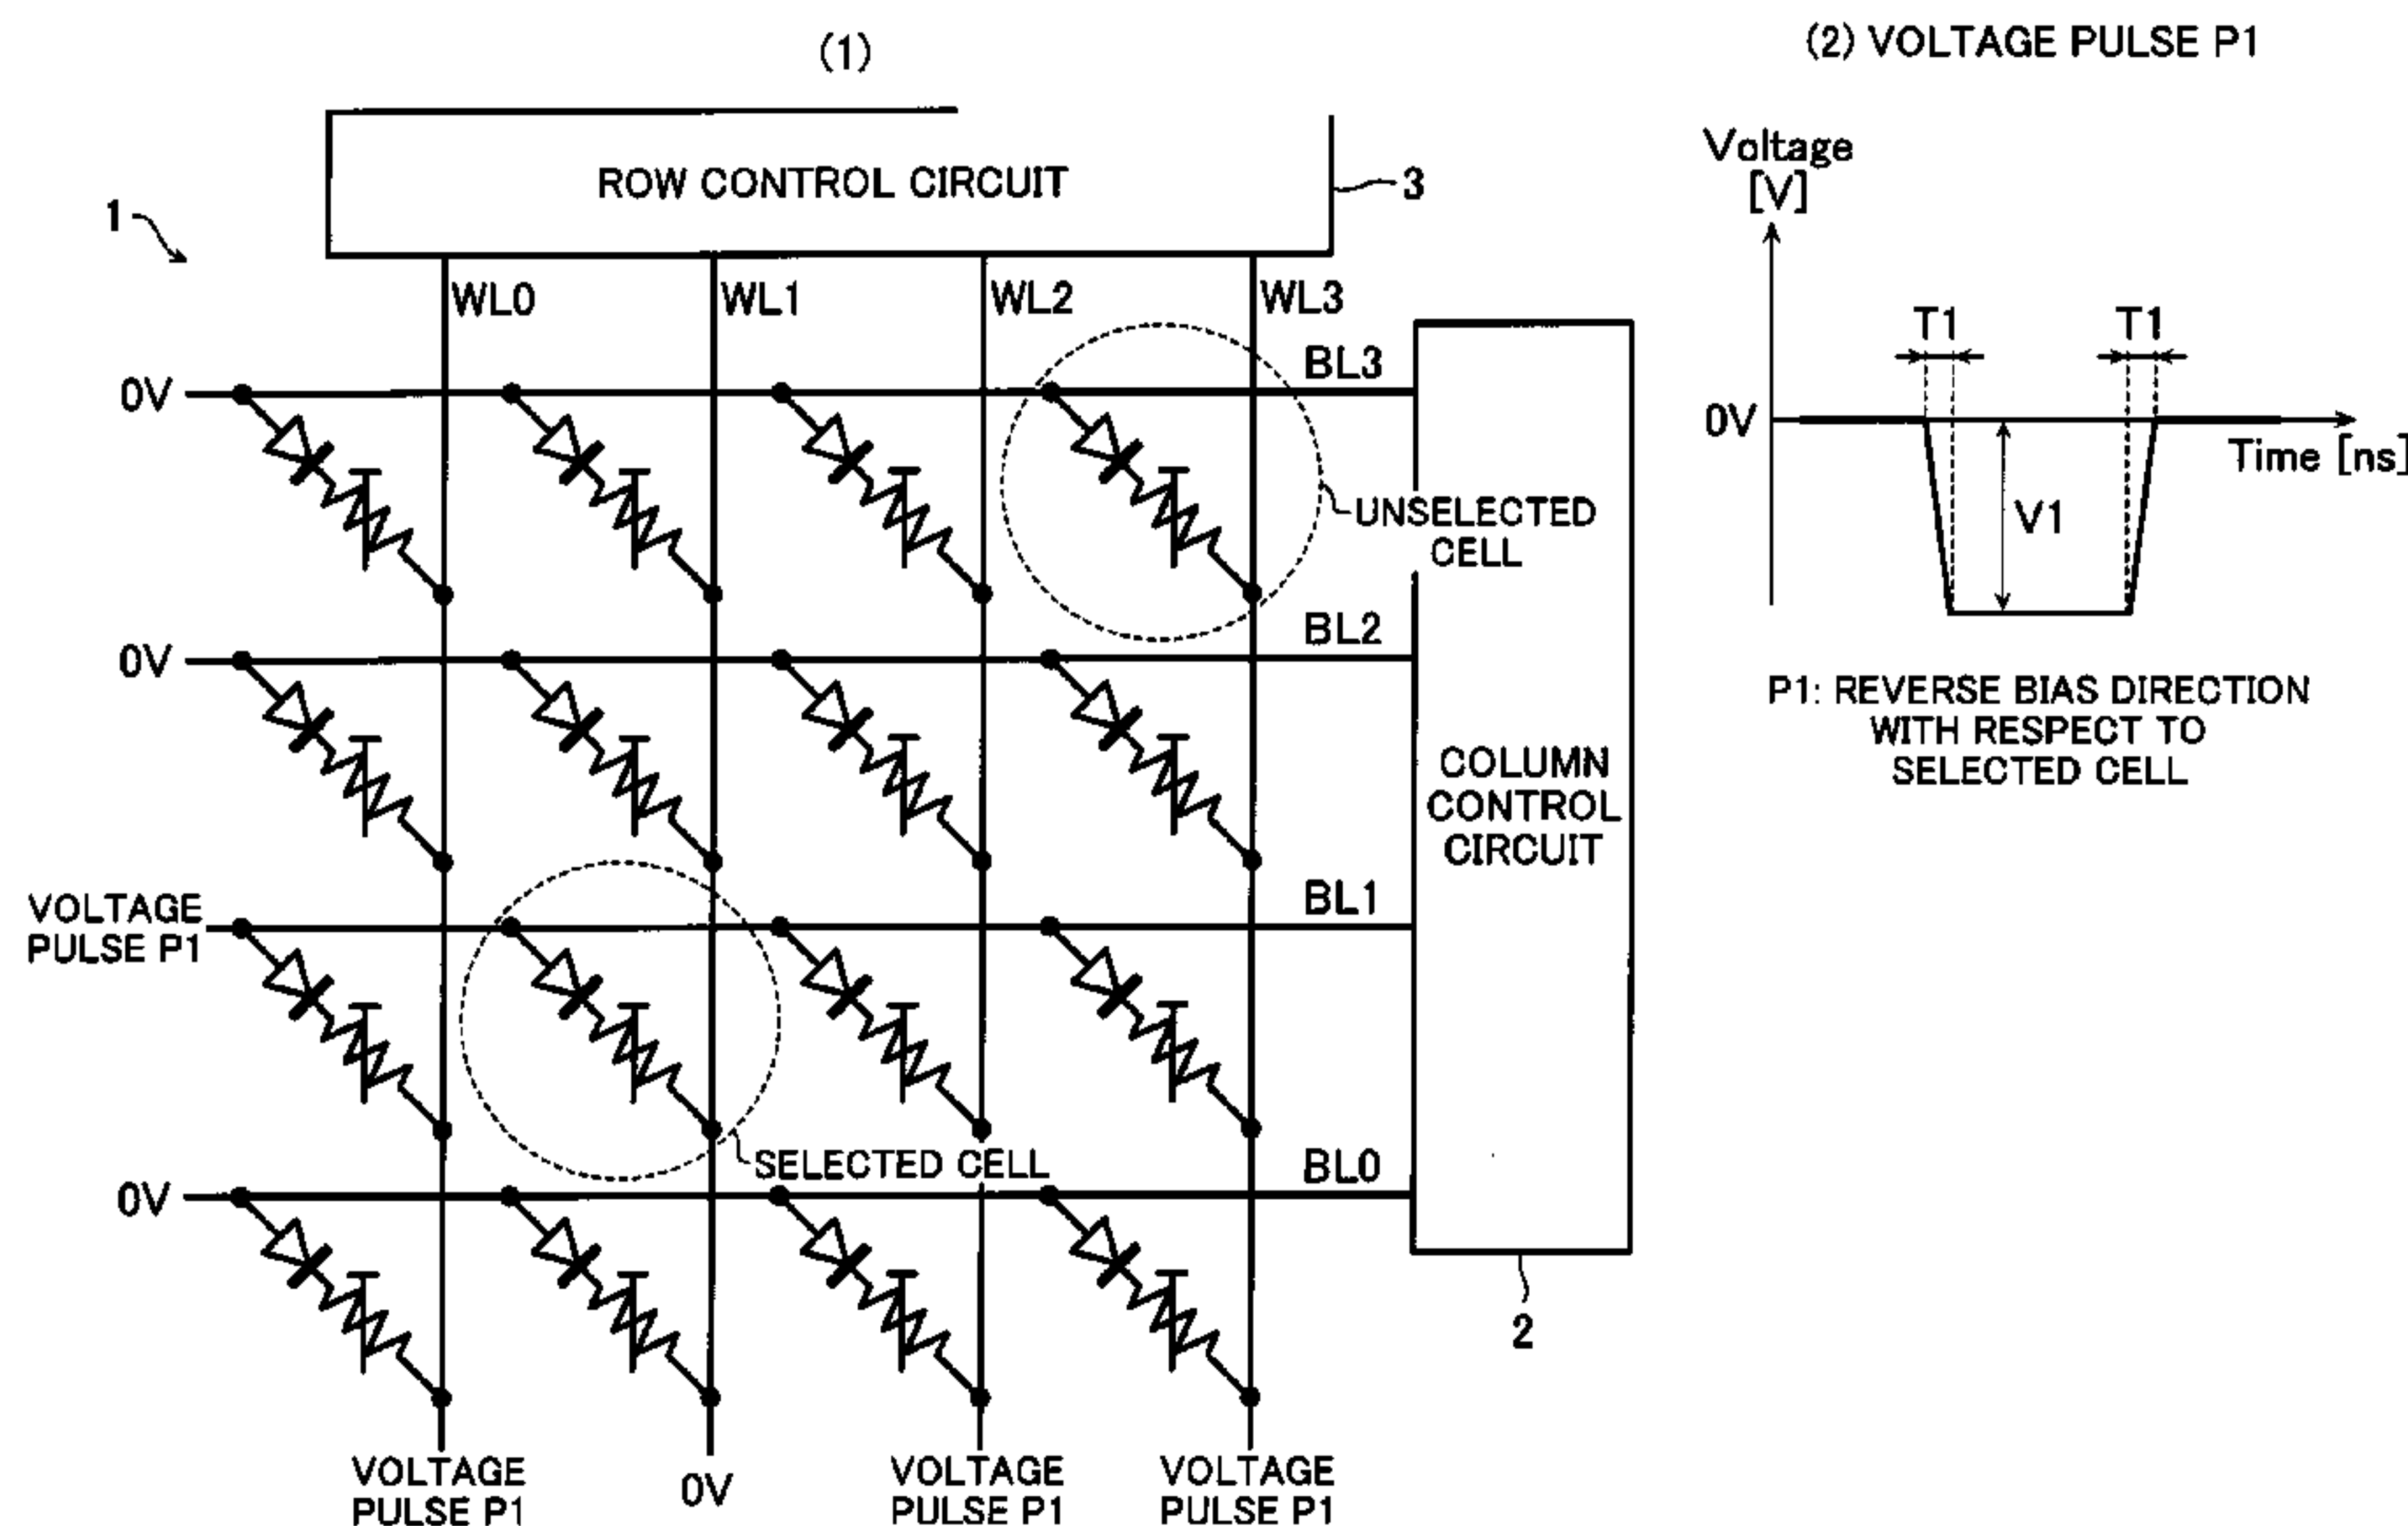 (1)
(2) VOLTAGE PULSE P1
ROW CONTROL CIRCUIT
3
1
WL0
WL1
WL2
WL3
Voltage
[V]
T1
T1
0V
V1
Time [ns]
P1: REVERSE BIAS DIRECTION
WITH RESPECT TO
SELECTED CELL
0V
BL3
UNSELECTED
CELL
0V
BL2
COLUMN
CONTROL
CIRCUIT
VOLTAGE
PULSE P1
BL1
SELECTED CELL
0V
BL0
2
VOLTAGE
PULSE P1
0V
VOLTAGE
PULSE P1
VOLTAGE
PULSE P1